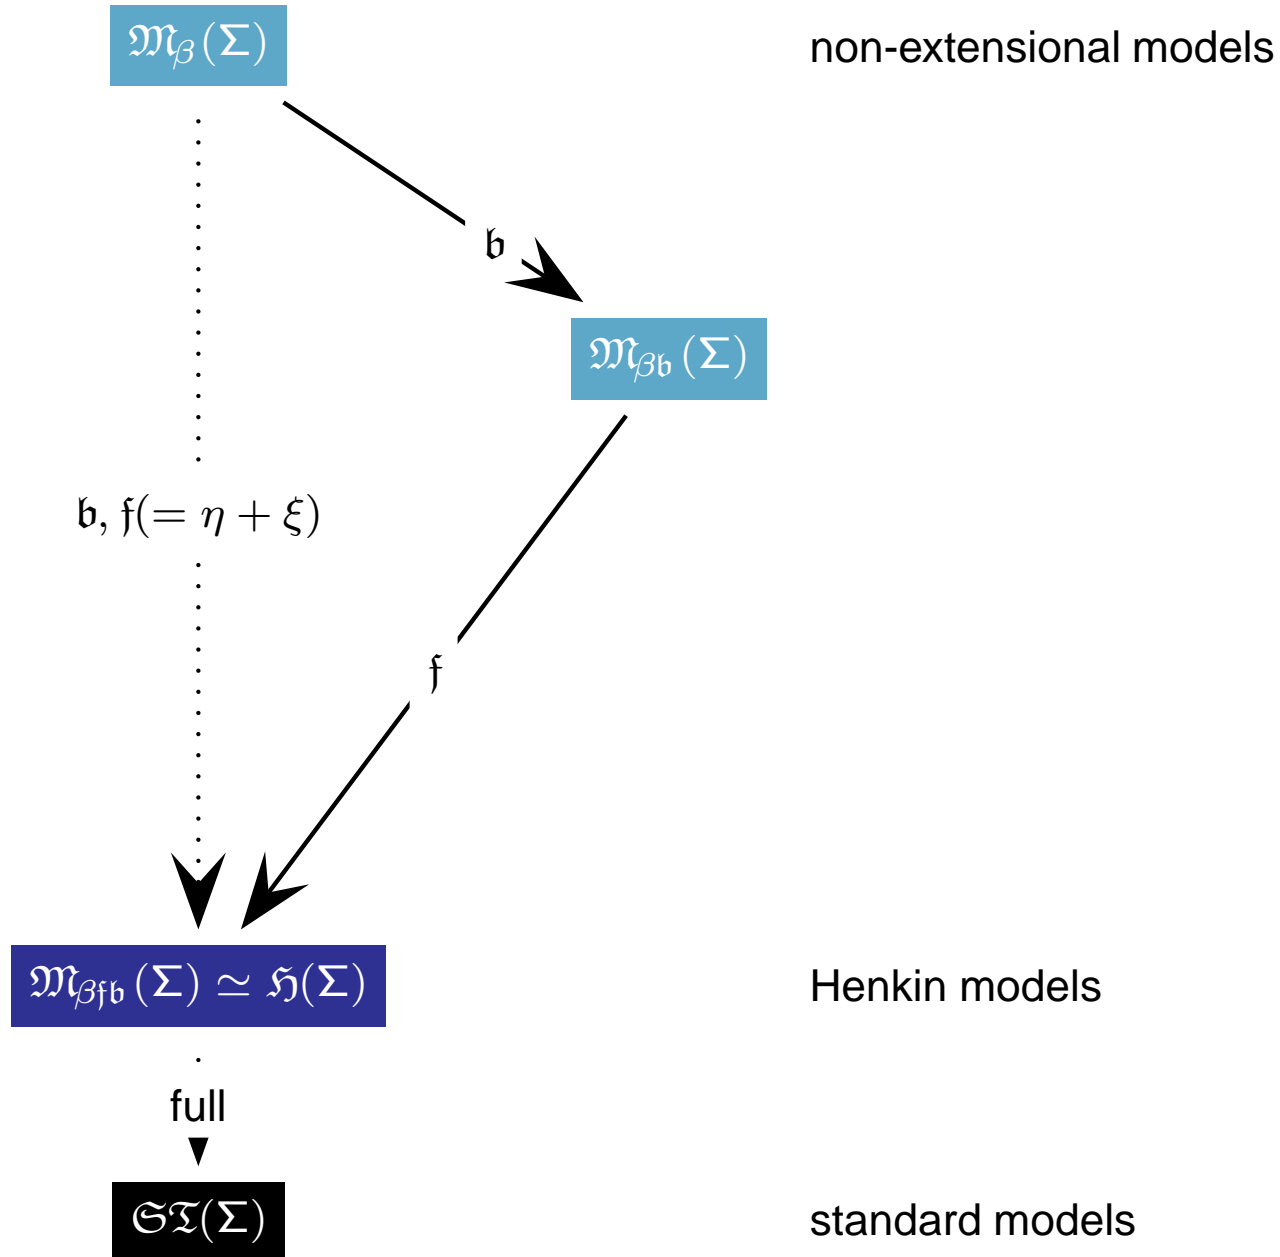 𝔐β(Σ) non-extensional models
𝔟
𝔐β𝔟(Σ)
𝔟, 𝔣(= η + ξ)
𝔣
𝔐β𝔣𝔟(Σ) ≃ ℌ(Σ) Henkin models
full
𝔖𝔗(Σ) standard models